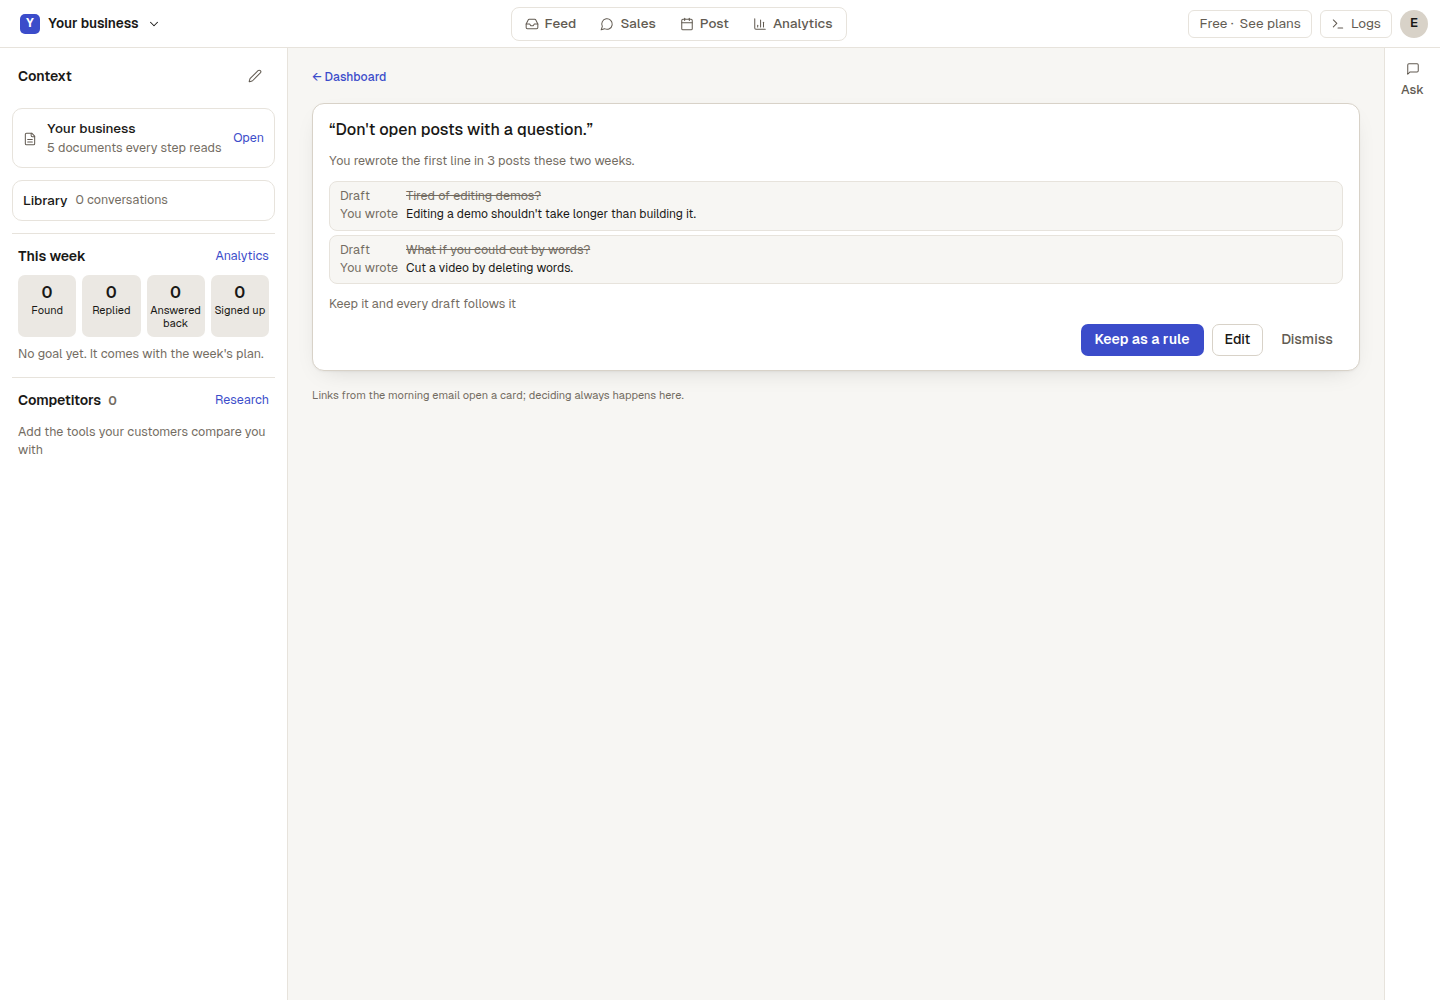 Y Your business
Feed
Sales
Post
Analytics
Free · See plans
Logs
E
Context
Your business
5 documents every step reads
Open
Library 0 conversations
This week
Analytics
0
Found
0
Replied
0
Answered
back
0
Signed up
No goal yet. It comes with the week's plan.
Competitors 0
Research
Add the tools your customers compare you
with
← Dashboard
“Don't open posts with a question.”
You rewrote the first line in 3 posts these two weeks.
Draft Tired of editing demos?
You wrote Editing a demo shouldn't take longer than building it.
Draft What if you could cut by words?
You wrote Cut a video by deleting words.
Keep it and every draft follows it
Keep as a rule
Edit
Dismiss
Links from the morning email open a card; deciding always happens here.
Ask